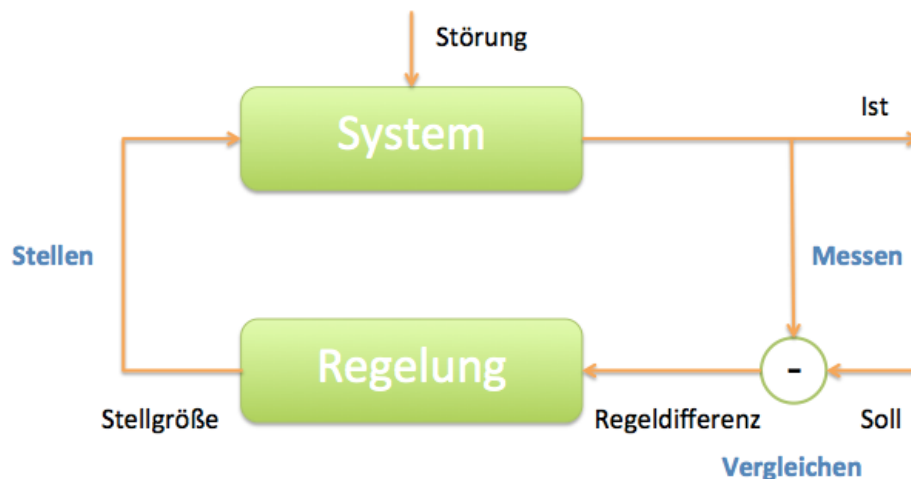 Störung
System
Ist
Stellen
Messen
Regelung
-
Stellgröße
Regeldifferenz
Soll
Vergleichen